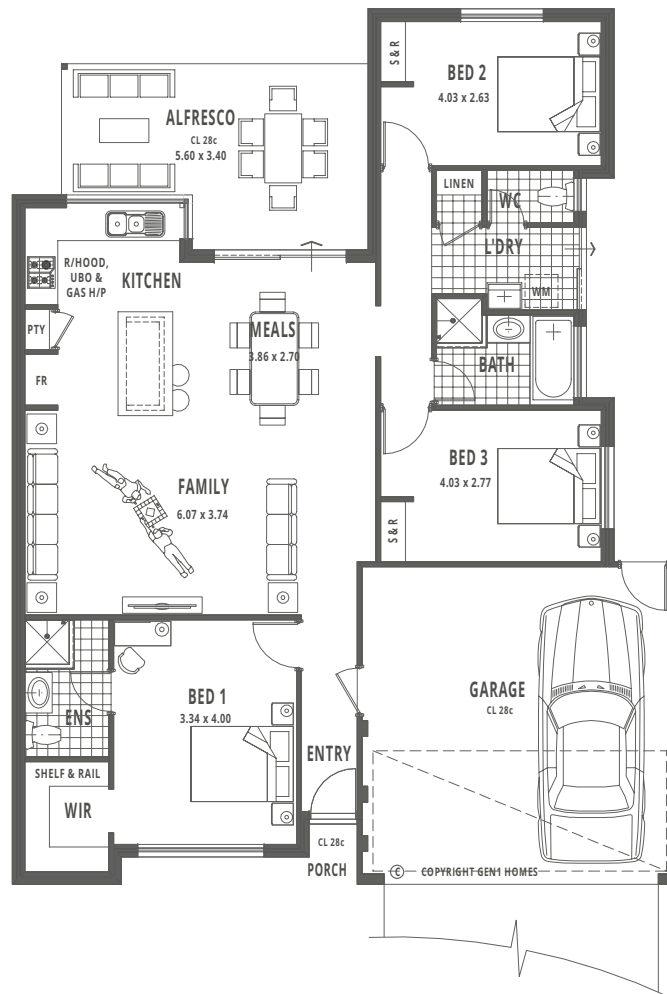 S & R
BED 2
4.03 x 2.63
ALFRESCO
CL 28c
5.60 x 3.40
LINEN
WC
L'DRY
WM
R/HOOD,
UBO &
GAS H/P
KITCHEN
PTY
MEALS
3.86 x 2.70
BATH
FR
FAMILY
6.07 x 3.74
BED 3
4.03 x 2.77
S & R
BED 1
3.34 x 4.00
ENS
GARAGE
CL 28c
ENTRY
SHELF & RAIL
WIR
CL 28c
PORCH
C COPYRIGHT GEN1 HOMES